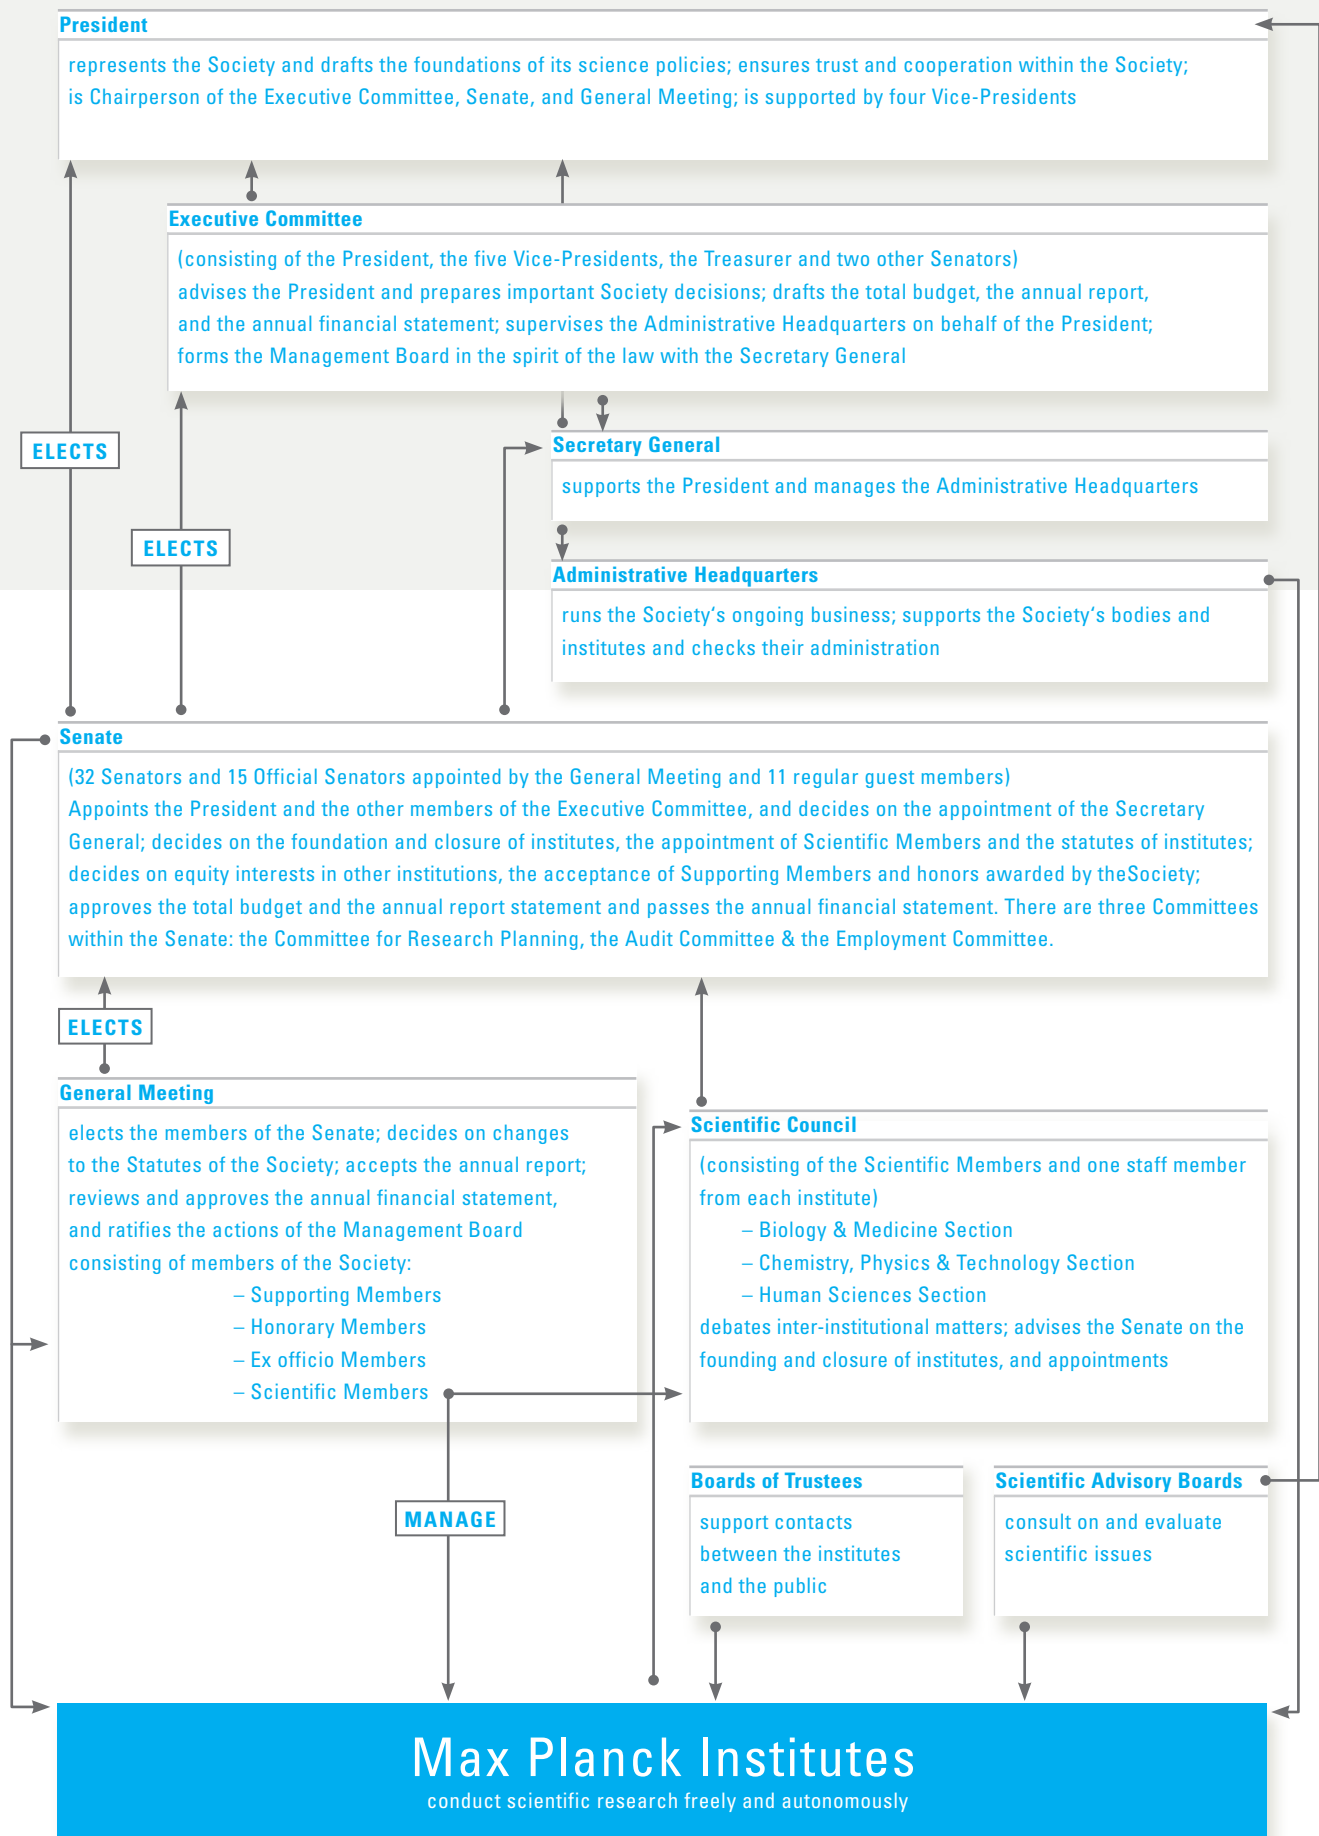 President
represents the Society and drafts the foundations of its science policies; ensures trust and cooperation within the Society;
is Chairperson of the Executive Committee, Senate, and General Meeting; is supported by four Vice-Presidents
Executive Committee
(consisting of the President, the five Vice-Presidents, the Treasurer and two other Senators)
advises the President and prepares important Society decisions; drafts the total budget, the annual report,
and the annual financial statement; supervises the Administrative Headquarters on behalf of the President;
forms the Management Board in the spirit of the law with the Secretary General
ELECTS
Secretary General
supports the President and manages the Administrative Headquarters
ELECTS
Administrative Headquarters
runs the Society‘s ongoing business; supports the Society‘s bodies and
institutes and checks their administration
Senate
(32 Senators and 15 Official Senators appointed by the General Meeting and 11 regular guest members)
Appoints the President and the other members of the Executive Committee, and decides on the appointment of the Secretary
General; decides on the foundation and closure of institutes, the appointment of Scientific Members and the statutes of institutes;
decides on equity interests in other institutions, the acceptance of Supporting Members and honors awarded by theSociety;
approves the total budget and the annual report statement and passes the annual financial statement. There are three Committees
within the Senate: the Committee for Research Planning, the Audit Committee & the Employment Committee.
ELECTS
General Meeting
elects the members of the Senate; decides on changes
to the Statutes of the Society; accepts the annual report;
reviews and approves the annual financial statement,
and ratifies the actions of the Management Board
consisting of members of the Society:
– Supporting Members
– Honorary Members
– Ex officio Members
– Scientific Members
Scientific Council
(consisting of the Scientific Members and one staff member
from each institute)
– Biology & Medicine Section
– Chemistry, Physics & Technology Section
– Human Sciences Section
debates inter-institutional matters; advises the Senate on the
founding and closure of institutes, and appointments
MANAGE
Boards of Trustees
support contacts
between the institutes
and the public
Scientific Advisory Boards
consult on and evaluate
scientific issues
Max Planck Institutes
conduct scientific research freely and autonomously